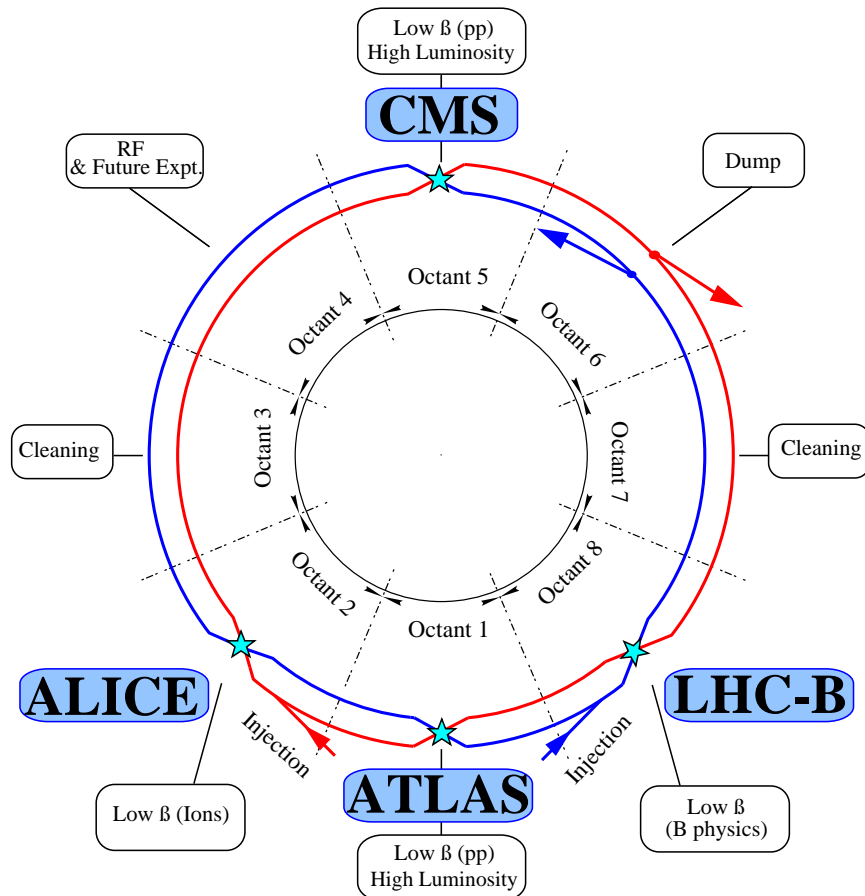 Low ß (pp)
High Luminosity
CMS
RF
& Future Expt.
Dump
Octant 5
Octant 4
Octant 6
Cleaning
Octant 3
Octant 7
Cleaning
Octant 2
Octant 8
Octant 1
ALICE
LHC-B
Injection
Injection
ATLAS
Low ß (Ions)
Low ß
(B physics)
Low ß (pp)
High Luminosity